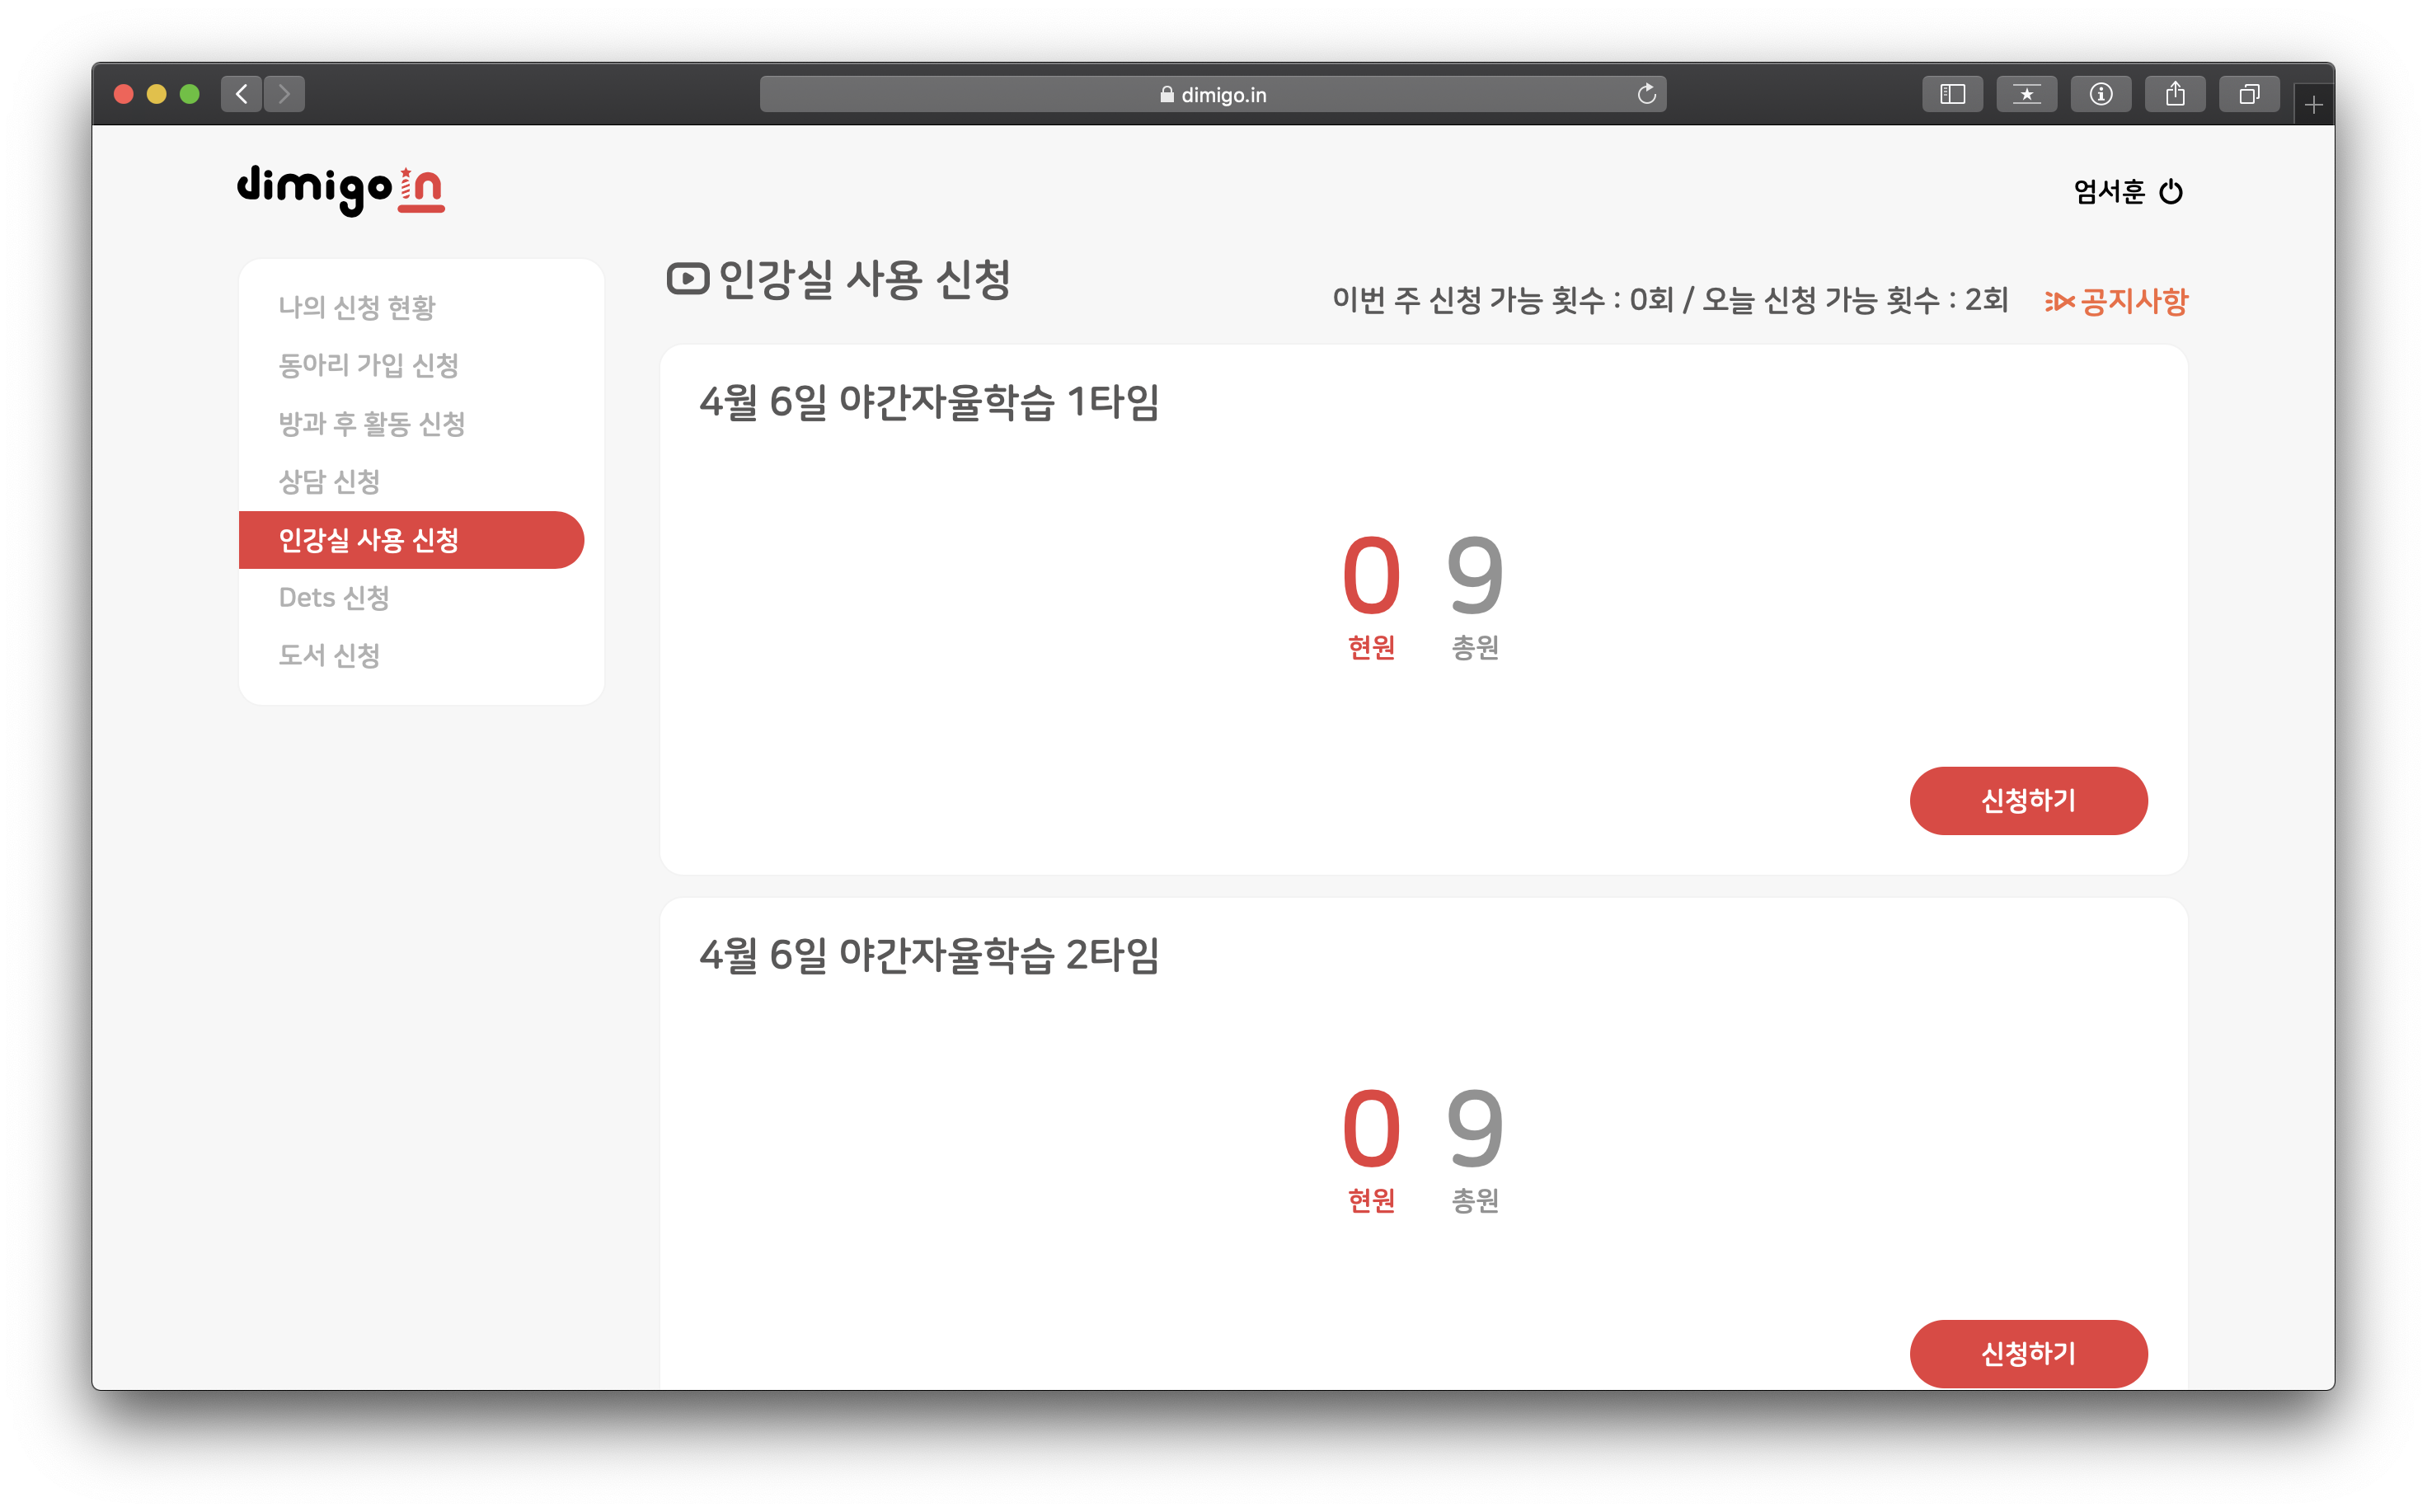 dimigo.in
dimigo in
엄서훈
나의 신청 현황
동아리 가입 신청
방과 후 활동 신청
상담 신청
인강실 사용 신청
Dets 신청
도서 신청
인강실 사용 신청
이번 주 신청 가능 횟수 : 0회 / 오늘 신청 가능 횟수 : 2회
공지사항
4월 6일 야간자율학습 1타임
0 9
현원 총원
신청하기
4월 6일 야간자율학습 2타임
0 9
현원 총원
신청하기